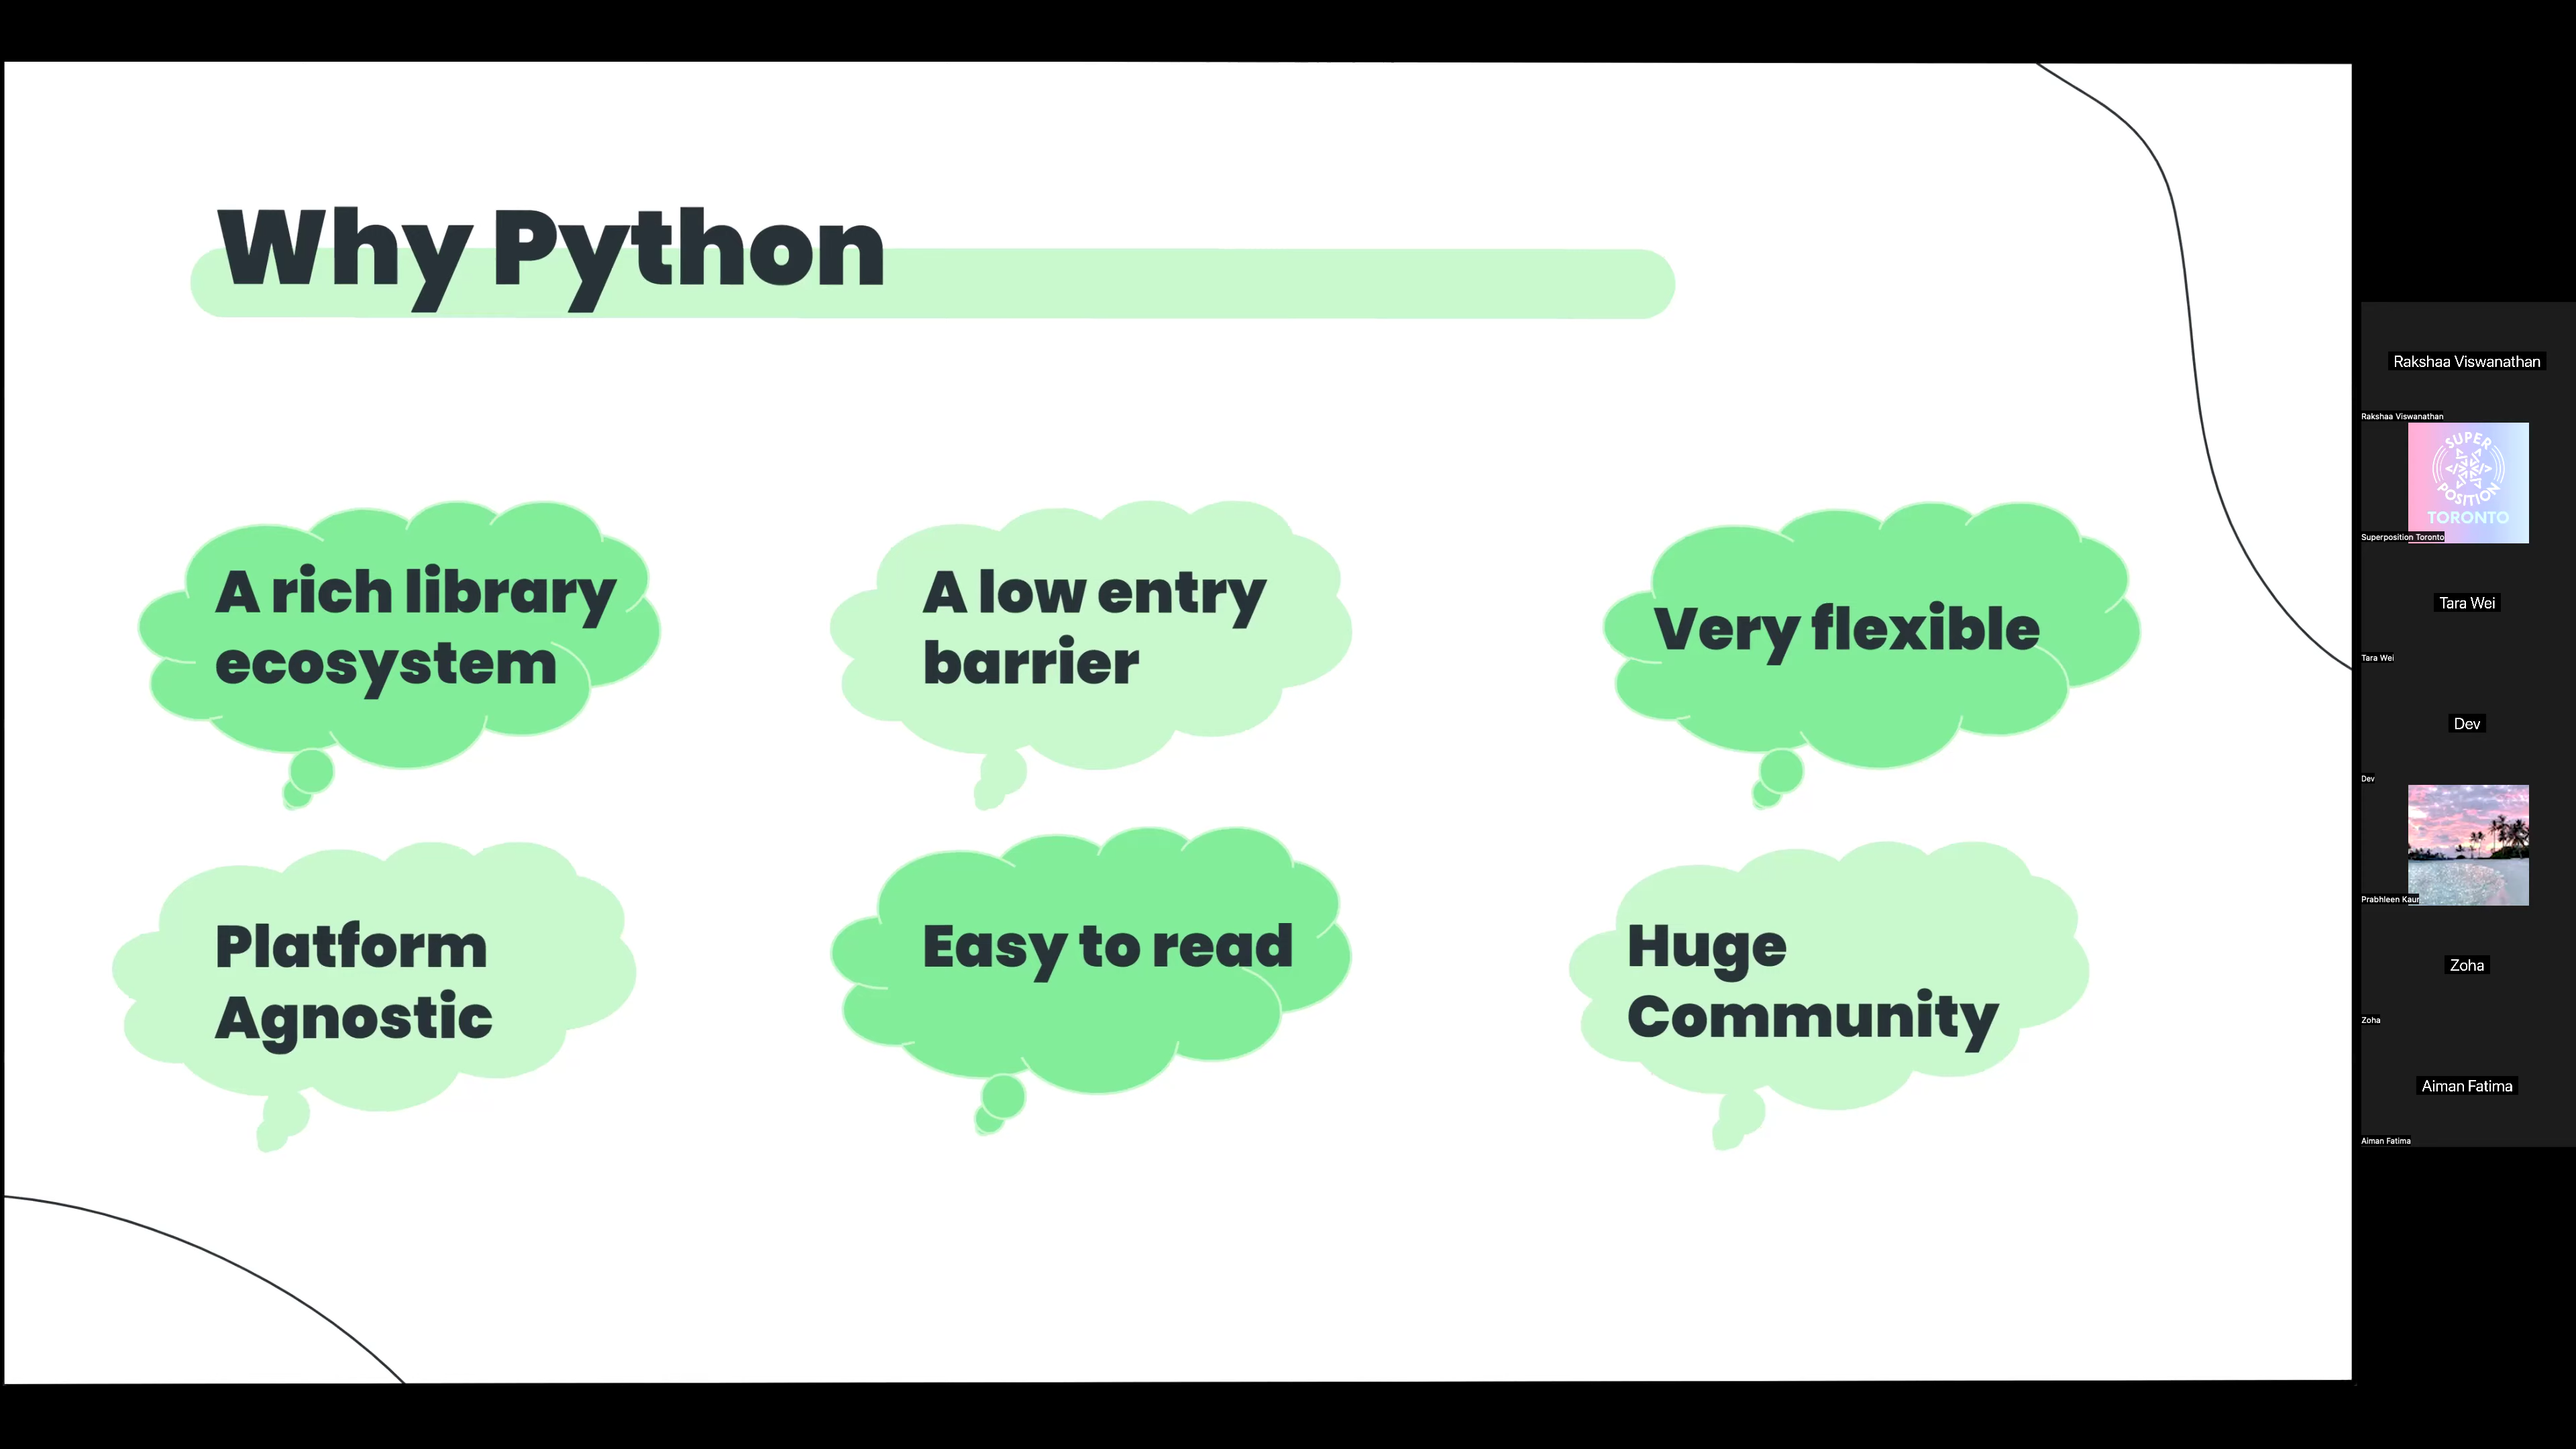 Why Python
A rich library
ecosystem
A low entry
barrier
Very flexible
Platform
Agnostic
Easy to read
Huge
Community
Rakshaa Viswanathan
Rakshaa Viswanathan
SUPER
POSITION
TORONTO
Superposition Toronto
Tara Wei
Tara Wei
Dev
Dev
Prabhleen Kaur
Zoha
Zoha
Aiman Fatima
Aiman Fatima